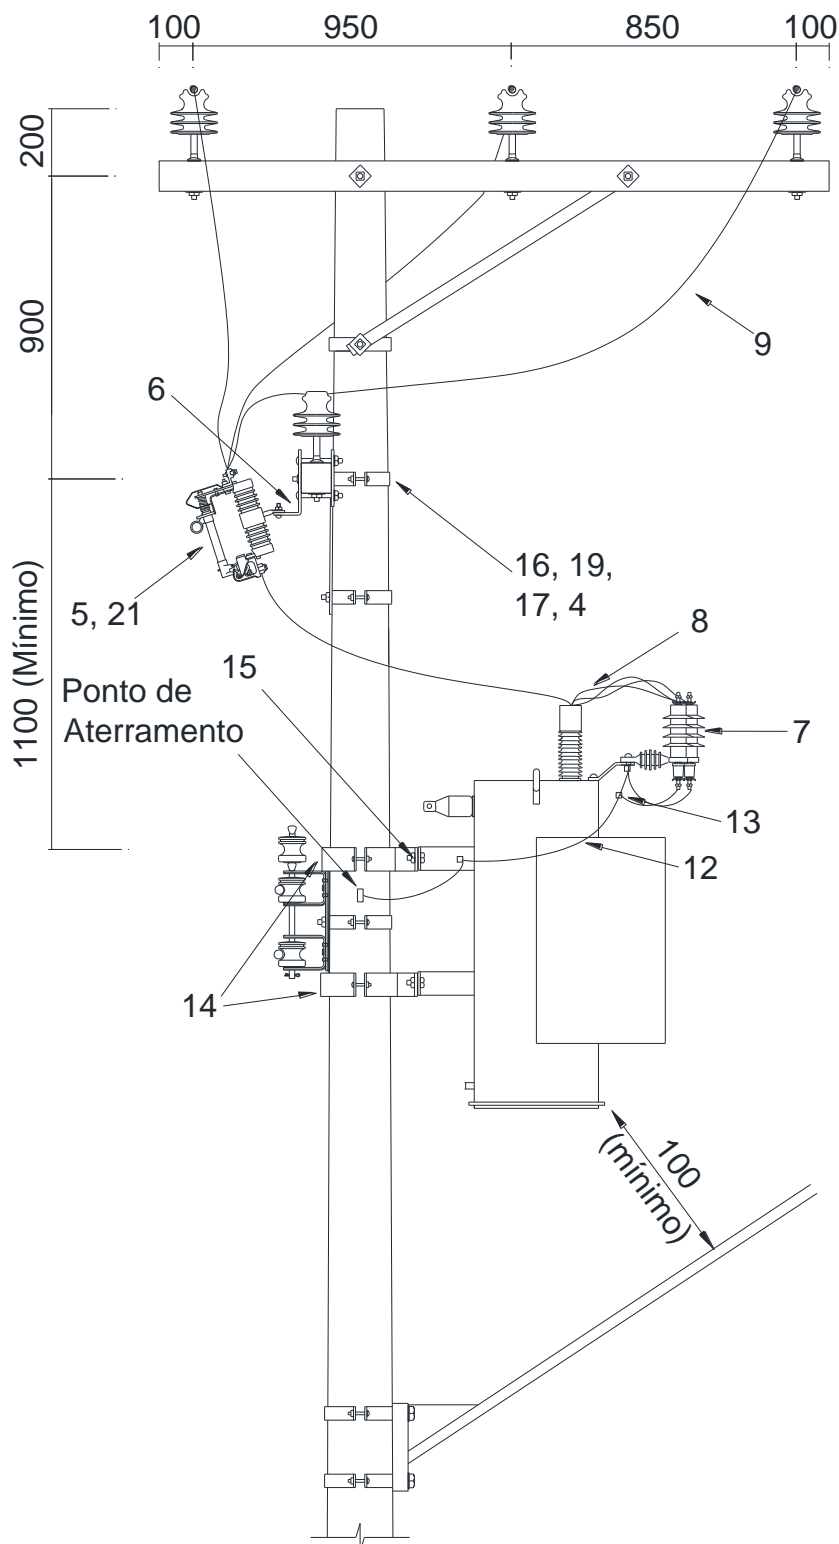 100 950 850 100
200
900
9
6
16, 19,
17, 4
5, 21
1100 (Mínimo)
8
15
Ponto de
Aterramento
7
13
12
14
100
(mínimo)